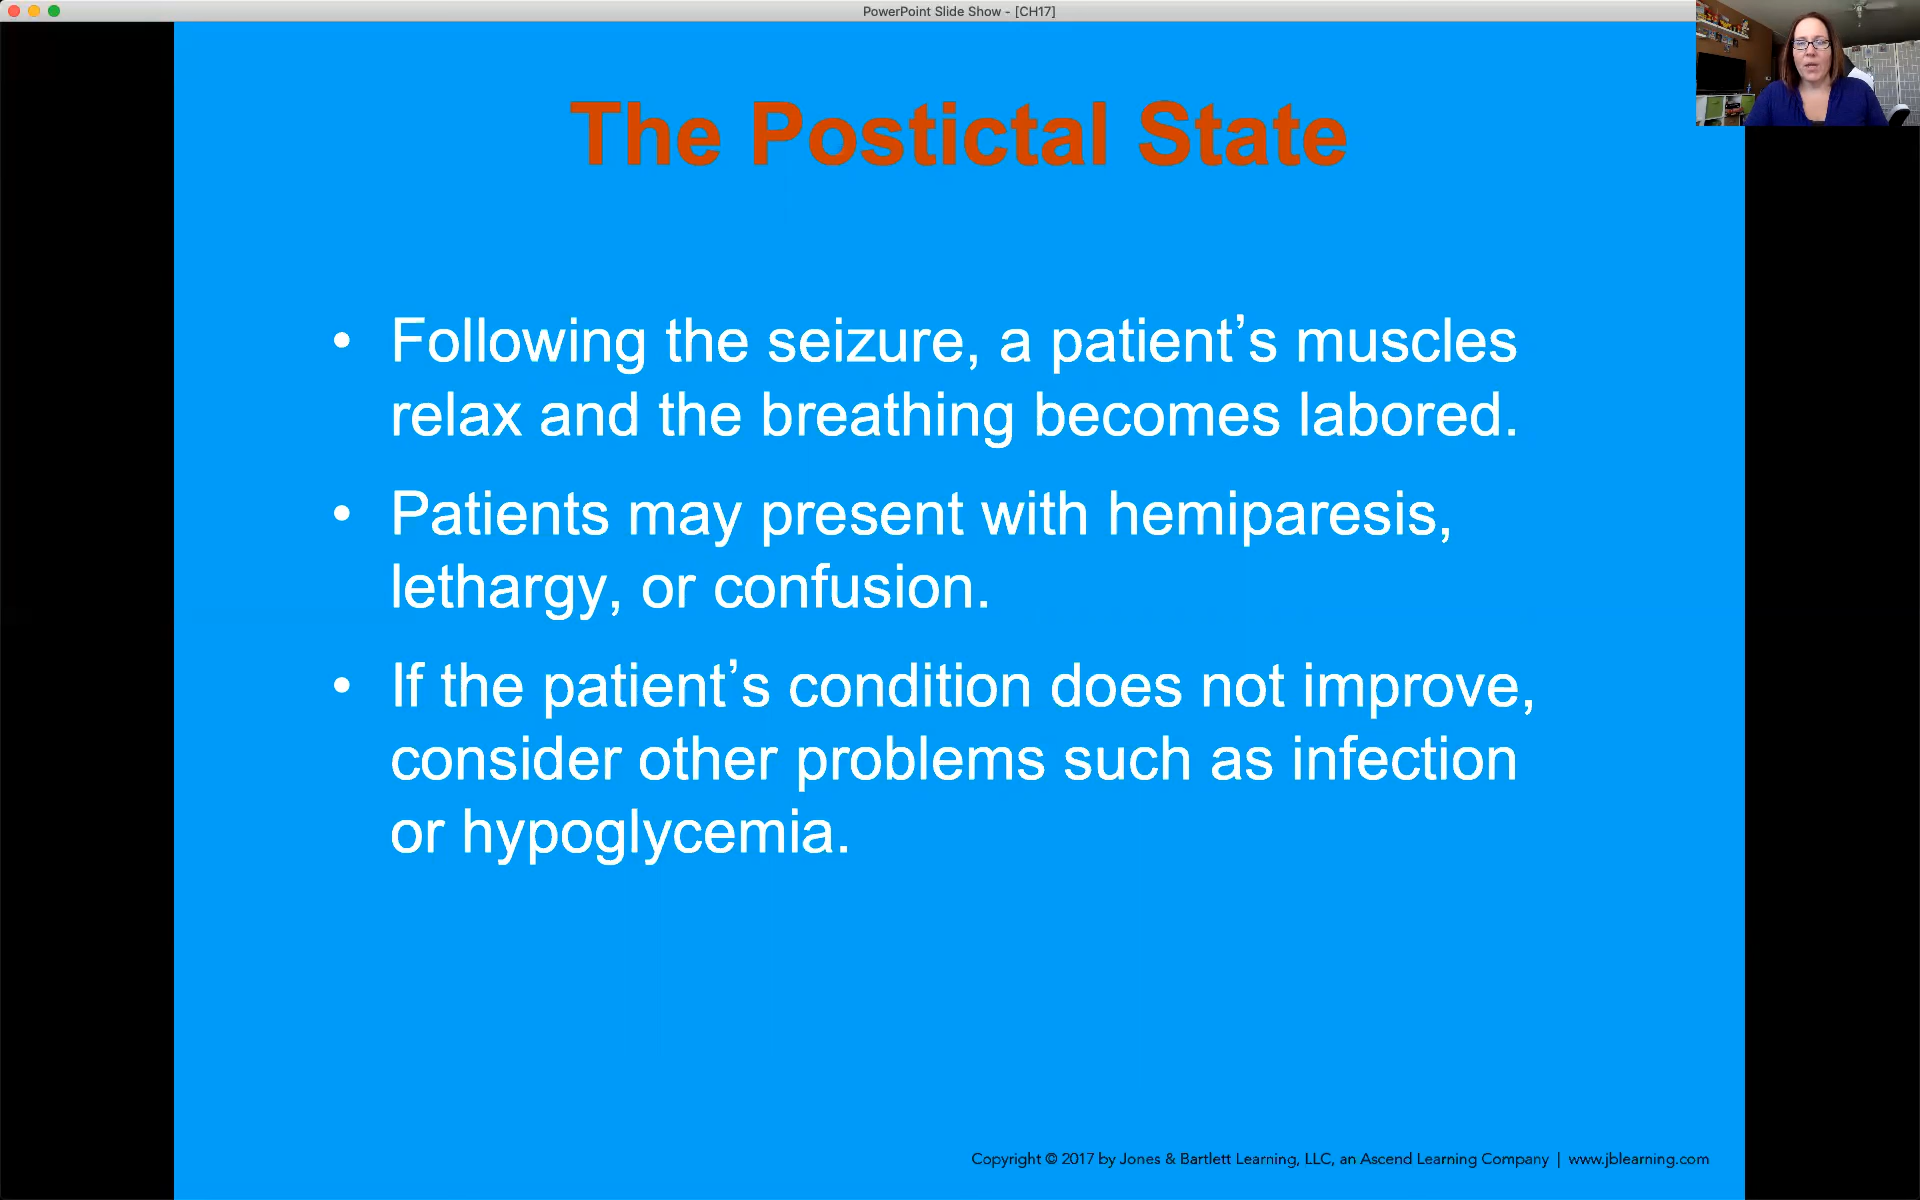 PowerPoint Slide Show - [CH17]
The Postictal State
• Following the seizure, a patient’s muscles
relax and the breathing becomes labored.
• Patients may present with hemiparesis,
lethargy, or confusion.
• If the patient’s condition does not improve,
consider other problems such as infection
or hypoglycemia.
Copyright © 2017 by Jones & Bartlett Learning, LLC, an Ascend Learning Company | www.jblearning.com